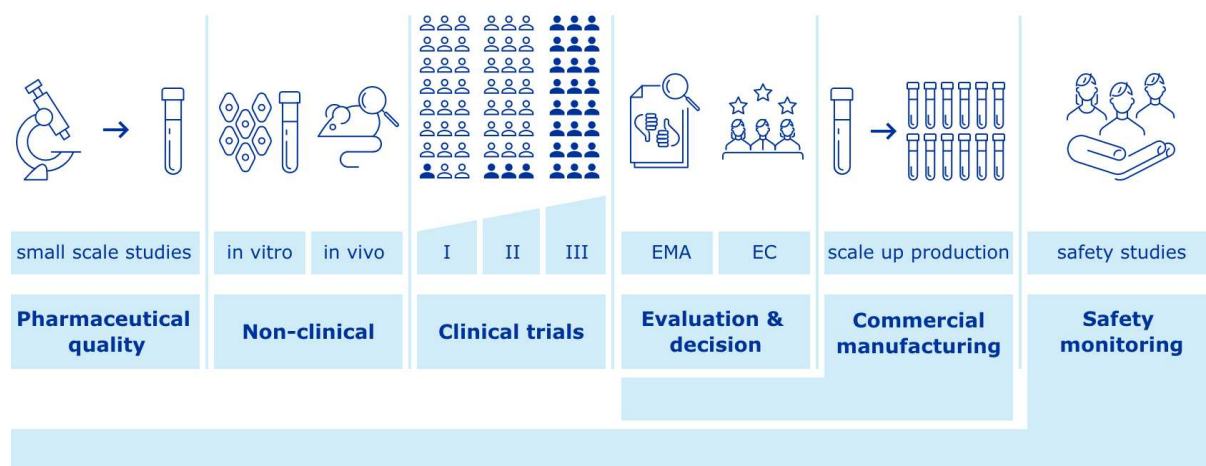 small scale studies
in vitro
in vivo
I
II
III
EMA
EC
scale up production
safety studies
Pharmaceutical
quality
Non-clinical
Clinical trials
Evaluation &
decision
Commercial
manufacturing
Safety
monitoring